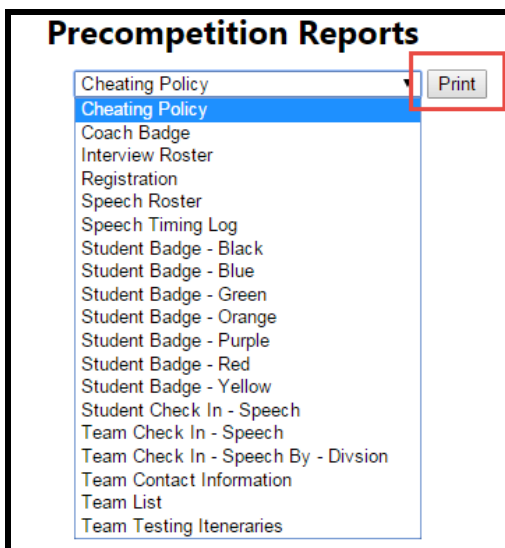 Precompetition Reports
Cheating Policy Print
Cheating Policy
Coach Badge
Interview Roster
Registration
Speech Roster
Speech Timing Log
Student Badge - Black
Student Badge - Blue
Student Badge - Green
Student Badge - Orange
Student Badge - Purple
Student Badge - Red
Student Badge - Yellow
Student Check In - Speech
Team Check In - Speech
Team Check In - Speech By - Divsion
Team Contact Information
Team List
Team Testing Iteneraries